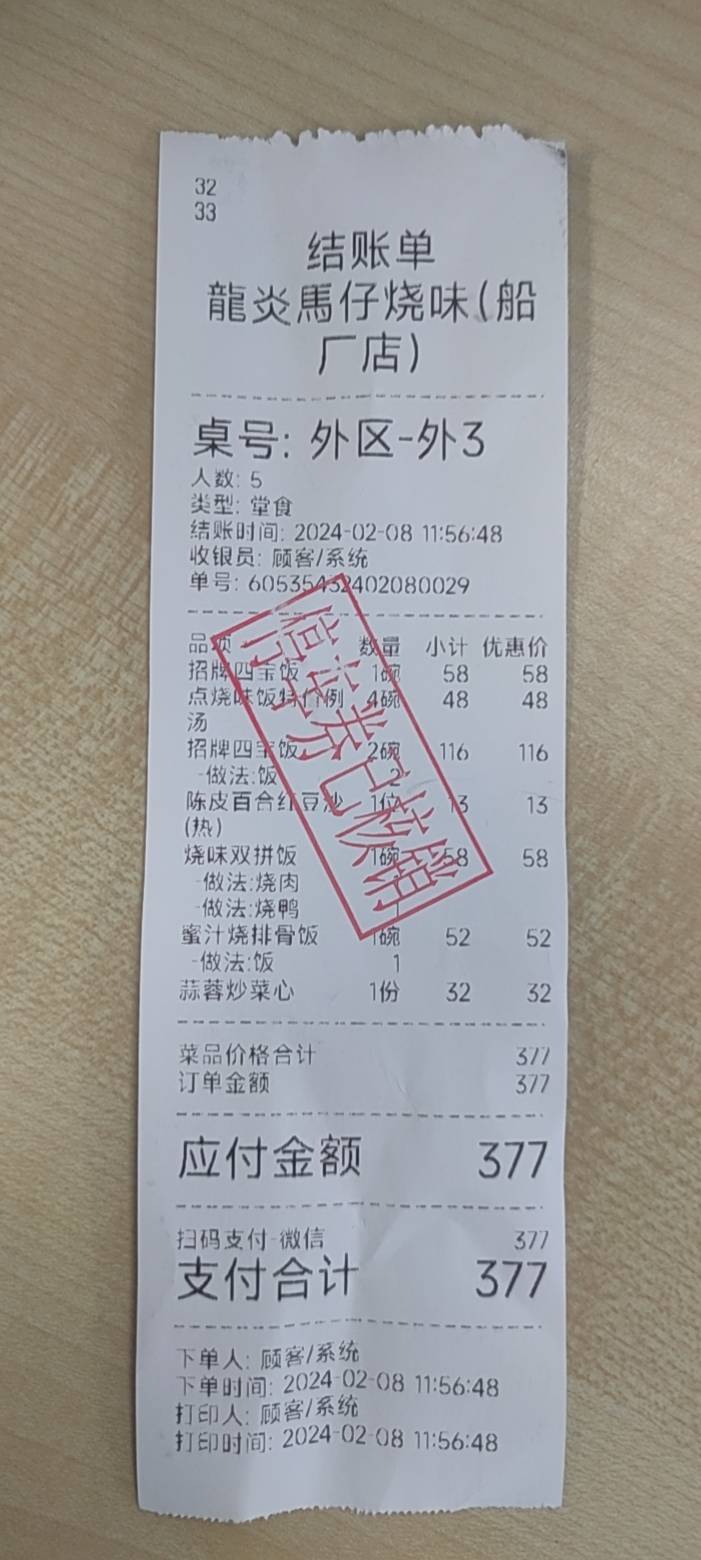 32
33
结账单
龍炎馬仔烧味(船
厂店)
桌号: 外区-外3
人数: 5
类型: 堂食
结账时间: 2024-02-08 11:56:48
收银员: 顾客/系统
单号: 60535432402080029
品项 数量 小计 优惠价
招牌四宝饭 1碗 58 58
点烧味饭特价例 4碗 48 48
汤
招牌四宝饭 2碗 116 116
-做法:饭 2
陈皮百合红豆沙 1位 13 13
(热)
烧味双拼饭 1碗 58 58
-做法:烧肉
-做法:烧鸭 1
蜜汁烧排骨饭 1碗 52 52
-做法:饭 1
蒜蓉炒菜心 1份 32 32
菜品价格合计 377
订单金额 377
应付金额 377
扫码支付-微信 377
支付合计 377
下单人: 顾客/系统
下单时间: 2024-02-08 11:56:48
打印人: 顾客/系统
打印时间: 2024-02-08 11:56:48